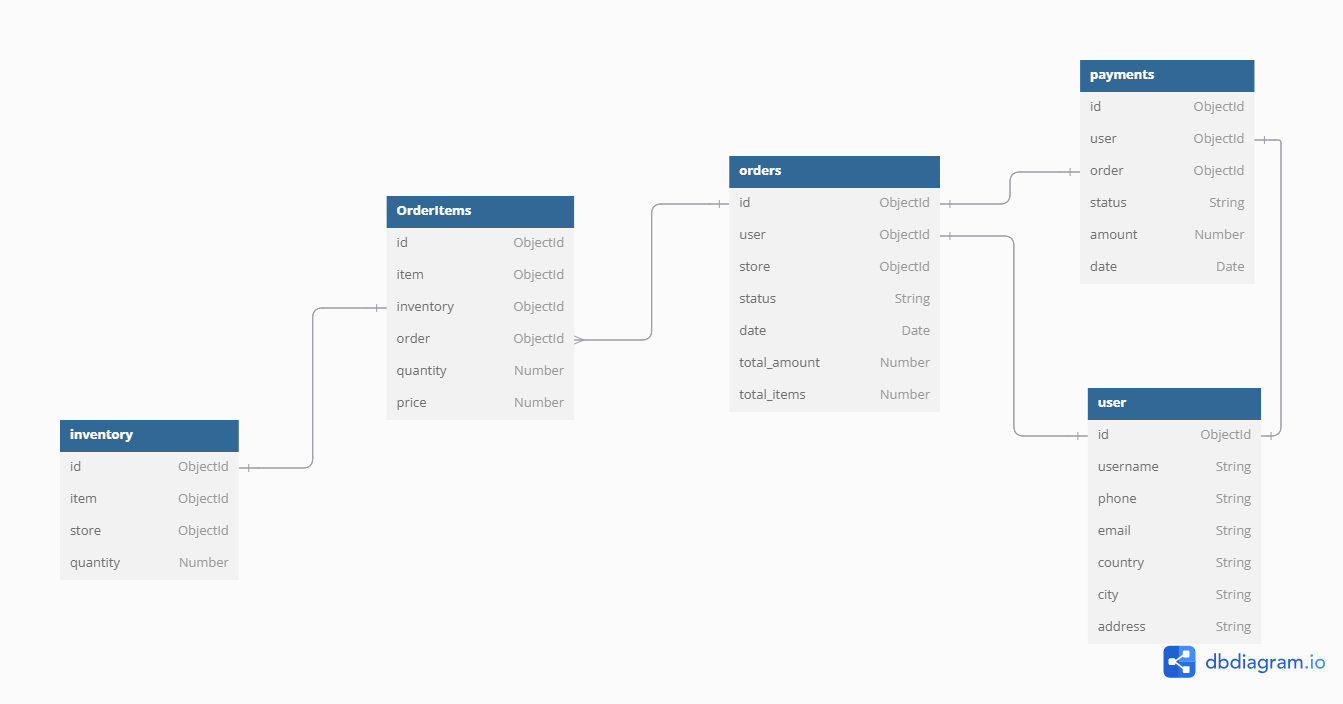 payments
id ObjectId
user ObjectId
order ObjectId
status String
amount Number
date Date
orders
id ObjectId
user ObjectId
store ObjectId
status String
date Date
total_amount Number
total_items Number
OrderItems
id ObjectId
item ObjectId
inventory ObjectId
order ObjectId
quantity Number
price Number
inventory
id ObjectId
item ObjectId
store ObjectId
quantity Number
user
id ObjectId
username String
phone String
email String
country String
city String
address String
dbdiagram.io